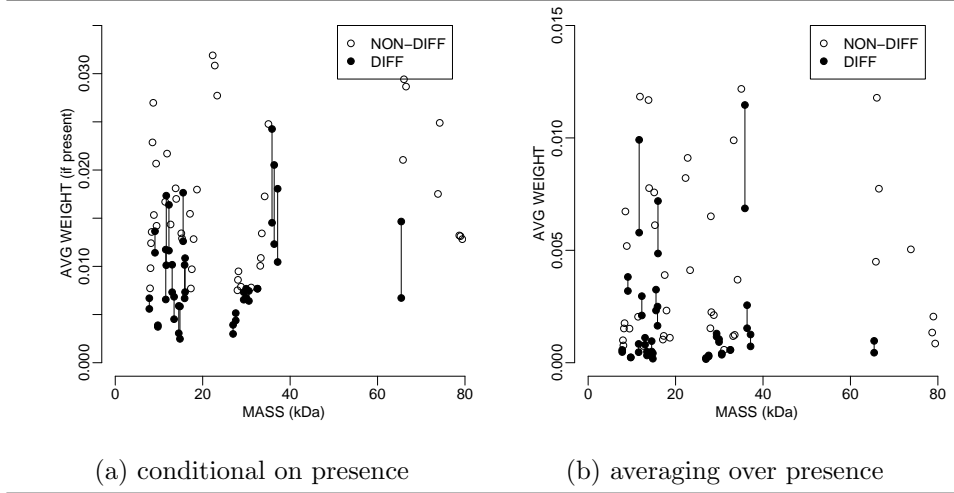 AVG WEIGHT (if present)
0.000 0.010 0.020 0.030
NON−DIFF
DIFF
0 20 40 60 80
MASS (kDa)
(a) conditional on presence
AVG WEIGHT
0.000 0.005 0.010 0.015
NON−DIFF
DIFF
0 20 40 60 80
MASS (kDa)
(b) averaging over presence